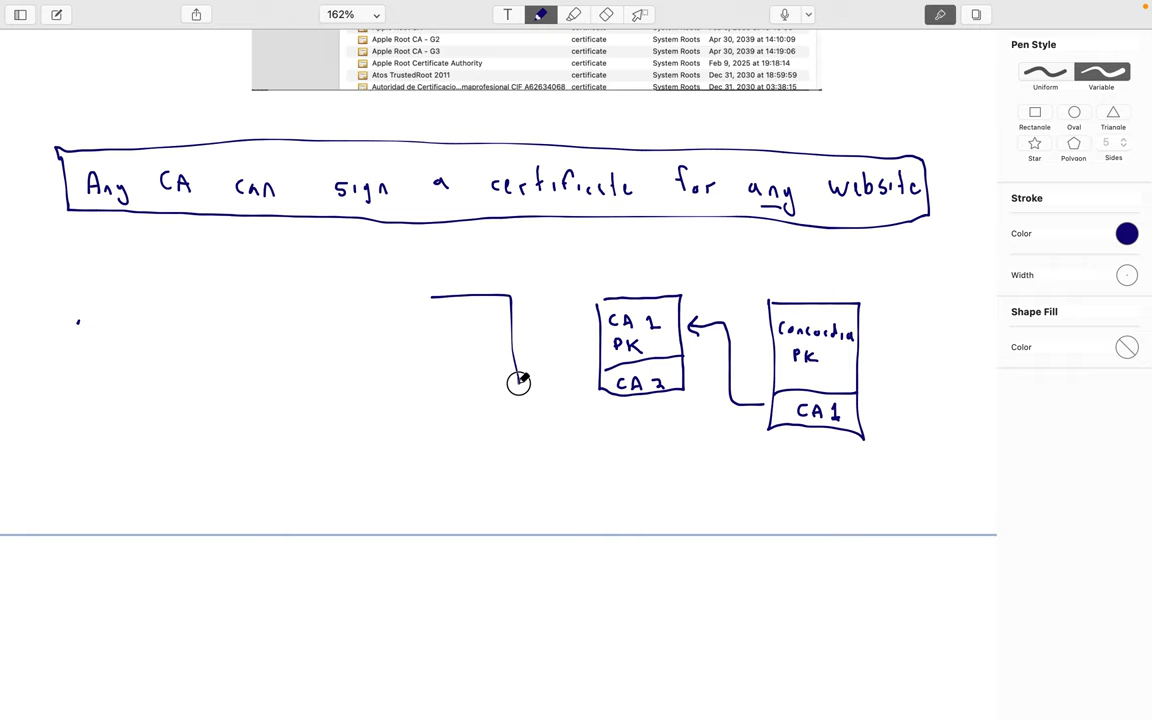 162%
T
Apple Root CA - G2 certificate System Roots Apr 30, 2039 at 14:10:09
Apple Root CA - G3 certificate System Roots Apr 30, 2039 at 14:19:06
Apple Root Certificate Authority certificate System Roots Feb 9, 2025 at 19:18:14
Atos TrustedRoot 2011 certificate System Roots Dec 31, 2030 at 18:59:59
Autoridad de Certificacio...maprofesional CIF A62634068 certificate System Roots Dec 31, 2030 at 03:38:15
Any CA can sign a certificate for any website
CA 1
PK
CA 2
Concordia
PK
CA 1
Pen Style
Uniform Variable
Rectangle Oval Triangle
Star Polygon 5 Sides
Stroke
Color
Width
Shape Fill
Color